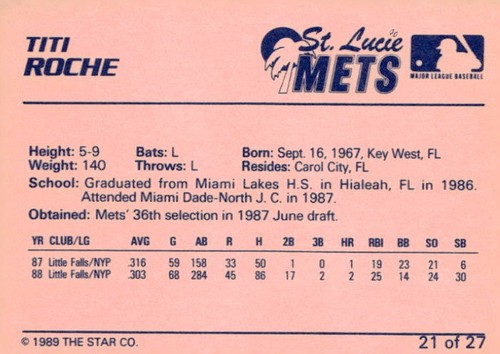 TITI
ROCHE
St. Lucie
METS
MAJOR LEAGUE BASEBALL
Height: 5-9 Bats: L Born: Sept. 16, 1967, Key West, FL
Weight: 140 Throws: L Resides: Carol City, FL
School: Graduated from Miami Lakes H.S. in Hialeah, FL in 1986.
Attended Miami Dade-North J. C. in 1987.
Obtained: Mets' 36th selection in 1987 June draft.
YR CLUB/LG AVG G AB R H 2B 3B HR RBI BB SO SB
87 Little Falls/NYP .316 59 158 33 50 1 0 1 19 23 21 6
88 Little Falls/NYP .303 68 284 45 86 17 2 2 25 14 24 30
© 1989 THE STAR CO. 21 of 27